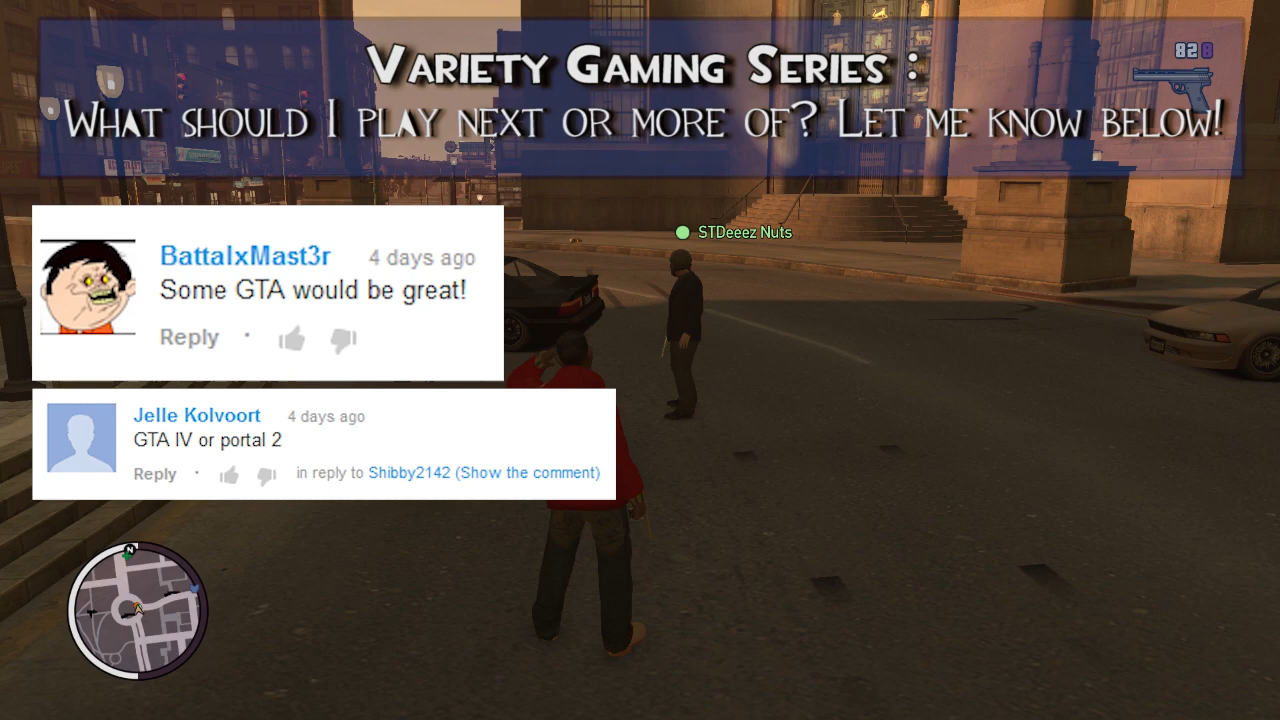 Variety Gaming Series :
What should I play next or more of? Let me know below!
82 8
STDeeez Nuts
BattalxMast3r 4 days ago
Some GTA would be great!
Reply ·
Jelle Kolvoort 4 days ago
GTA IV or portal 2
Reply · in reply to Shibby2142 (Show the comment)
N